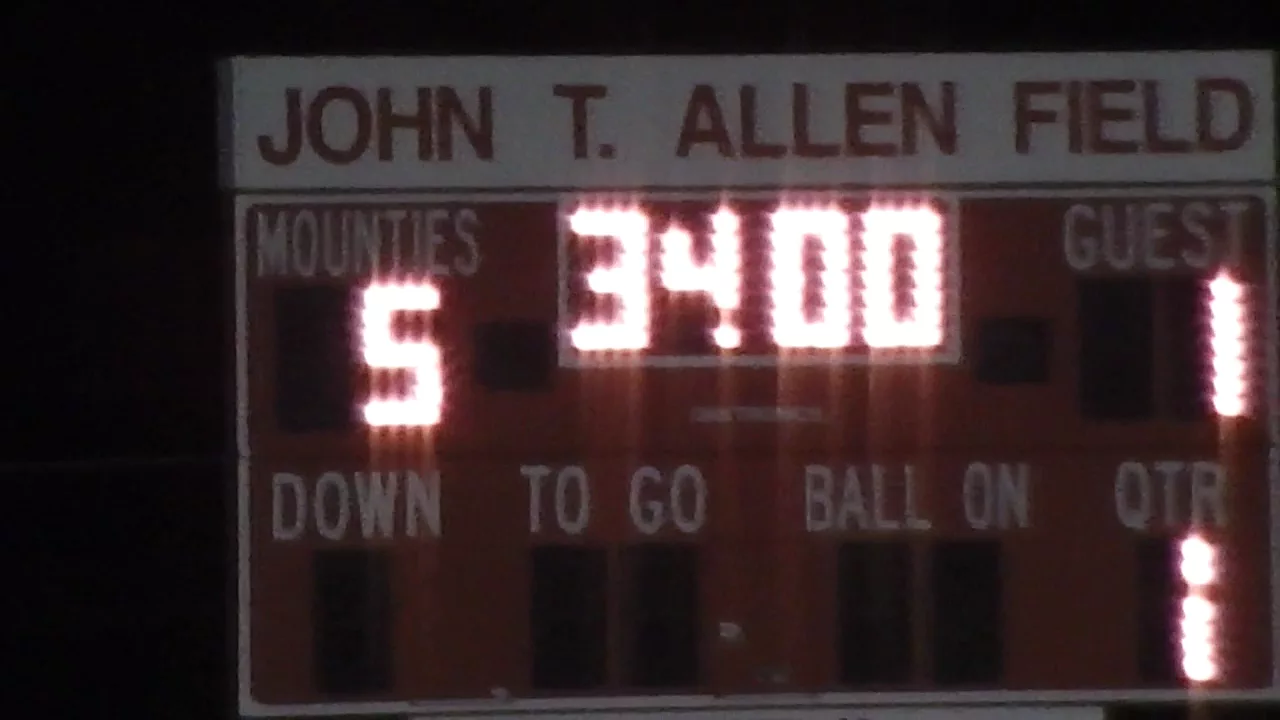 JOHN T. ALLEN FIELD
MOUNTIES 34:00 GUEST
5 1
DOWN TO GO BALL ON QTR
1